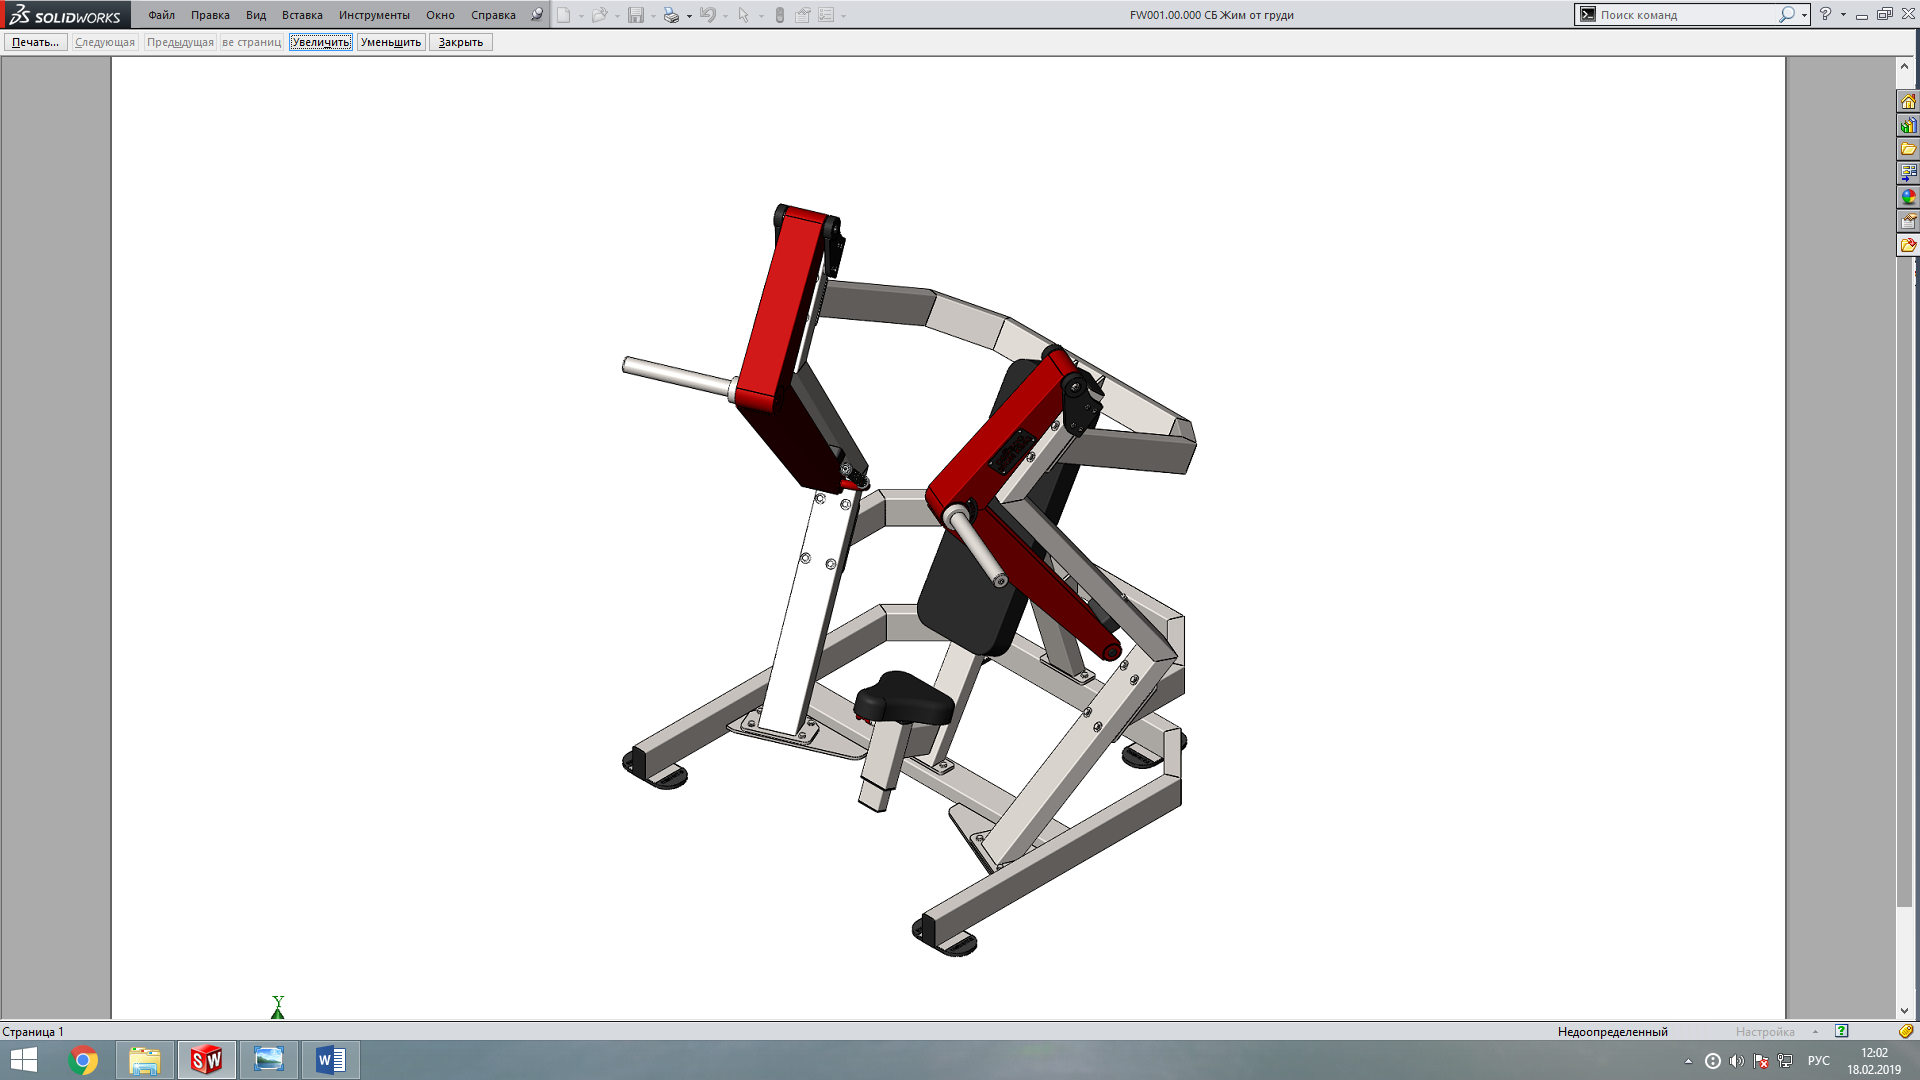 SOLIDWORKS Файл Правка Вид Вставка Инструменты Окно Справка FW001.00.000 СБ Жим от груди Поиск команд
Печать... Следующая Предыдущая ве страниц Увеличить Уменьшить Закрыть
Y
Страница 1 Недоопределенный Настройка
SW W РУС 12:02
18.02.2019